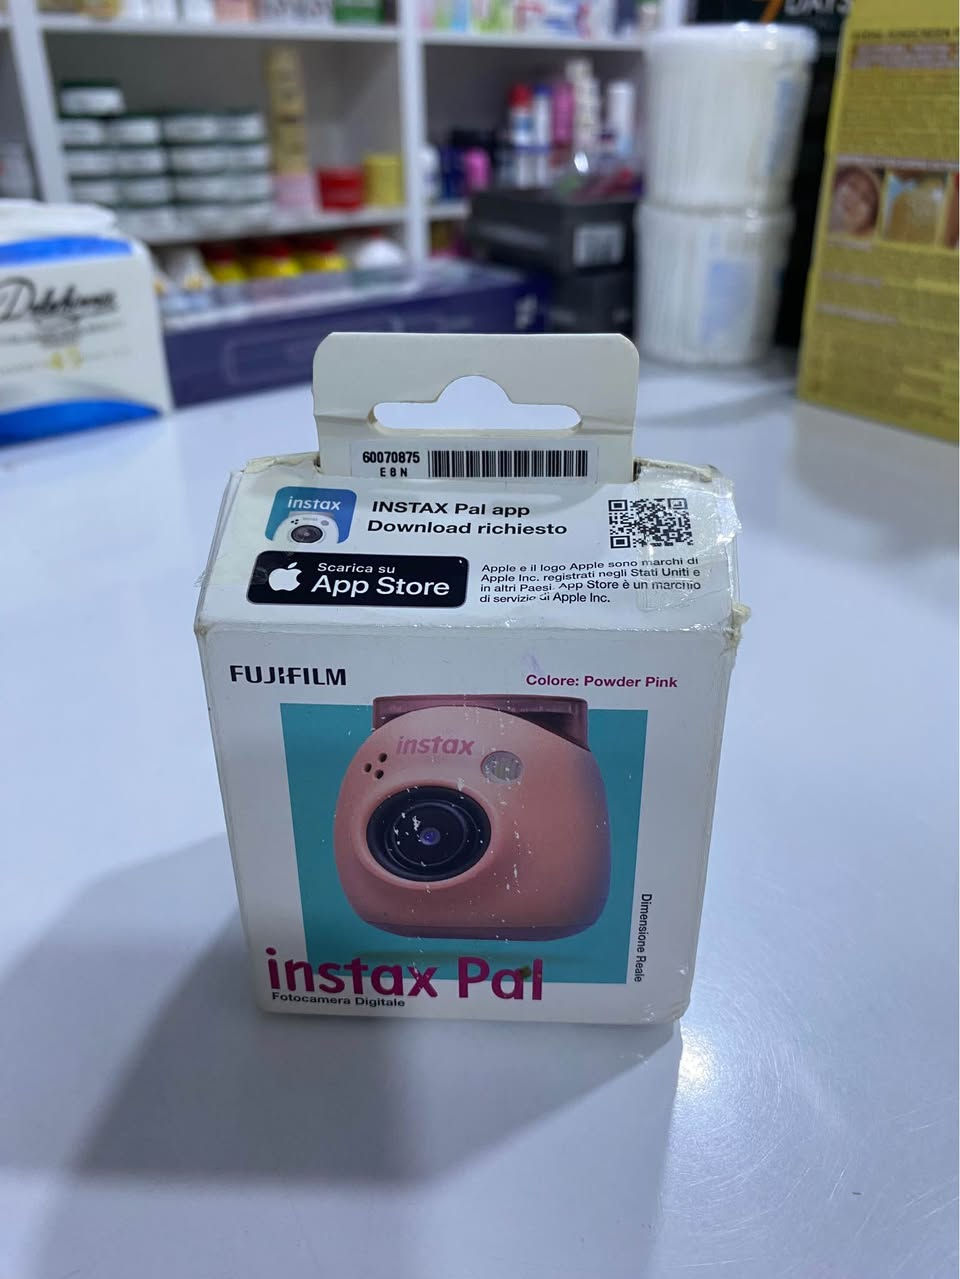 DAYS
60070875
E B N
instax
INSTAX Pal app
Download richiesto
Scarica su
App Store
Apple e il logo Apple sono marchi di
Apple Inc. registrati negli Stati Uniti e
in altri Paesi. App Store è un marchio
di servizio di Apple Inc.
FUJIFILM
Colore: Powder Pink
instax
Dimensione Reale
instax Pal
Fotocamera Digitale